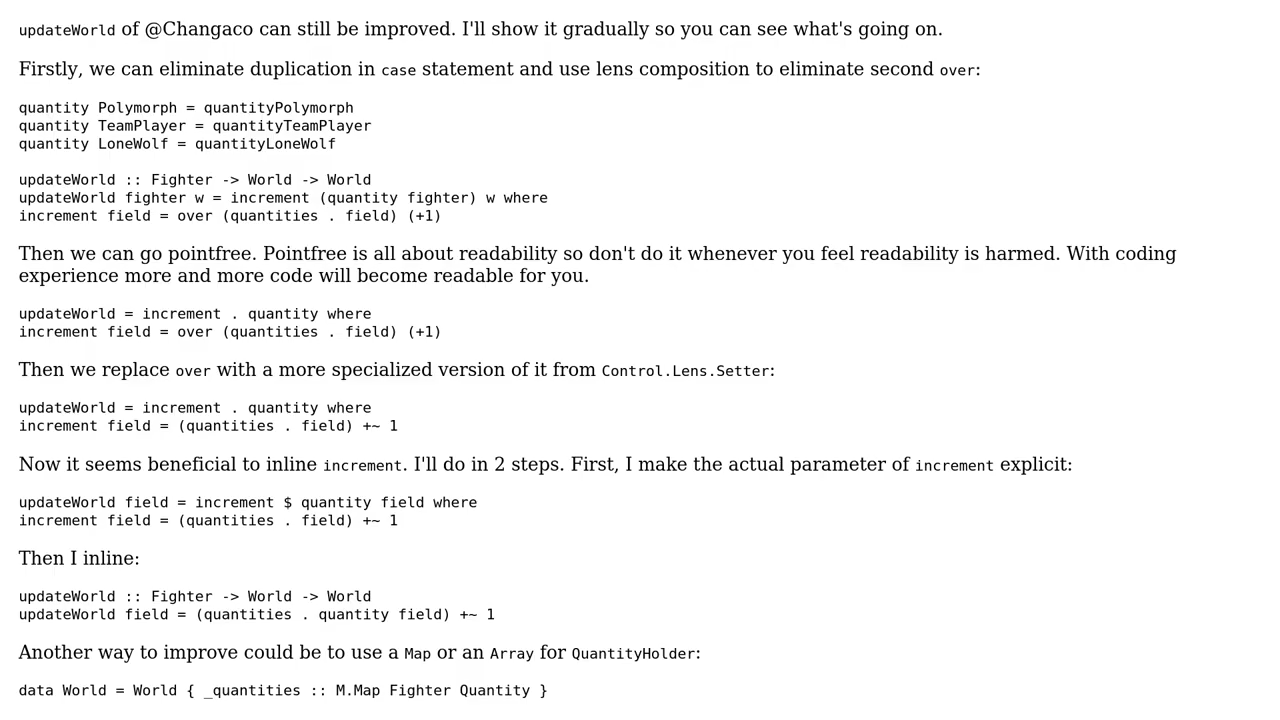 updateWorld of @Changaco can still be improved. I'll show it gradually so you can see what's going on.
Firstly, we can eliminate duplication in case statement and use lens composition to eliminate second over:
quantity Polymorph = quantityPolymorph
quantity TeamPlayer = quantityTeamPlayer
quantity LoneWolf = quantityLoneWolf
updateWorld :: Fighter -> World -> World
updateWorld fighter w = increment (quantity fighter) w where
increment field = over (quantities . field) (+1)
Then we can go pointfree. Pointfree is all about readability so don't do it whenever you feel readability is harmed. With coding
experience more and more code will become readable for you.
updateWorld = increment . quantity where
increment field = over (quantities . field) (+1)
Then we replace over with a more specialized version of it from Control.Lens.Setter:
updateWorld = increment . quantity where
increment field = (quantities . field) +~ 1
Now it seems beneficial to inline increment. I'll do in 2 steps. First, I make the actual parameter of increment explicit:
updateWorld field = increment $ quantity field where
increment field = (quantities . field) +~ 1
Then I inline:
updateWorld :: Fighter -> World -> World
updateWorld field = (quantities . quantity field) +~ 1
Another way to improve could be to use a Map or an Array for QuantityHolder:
data World = World { _quantities :: M.Map Fighter Quantity }